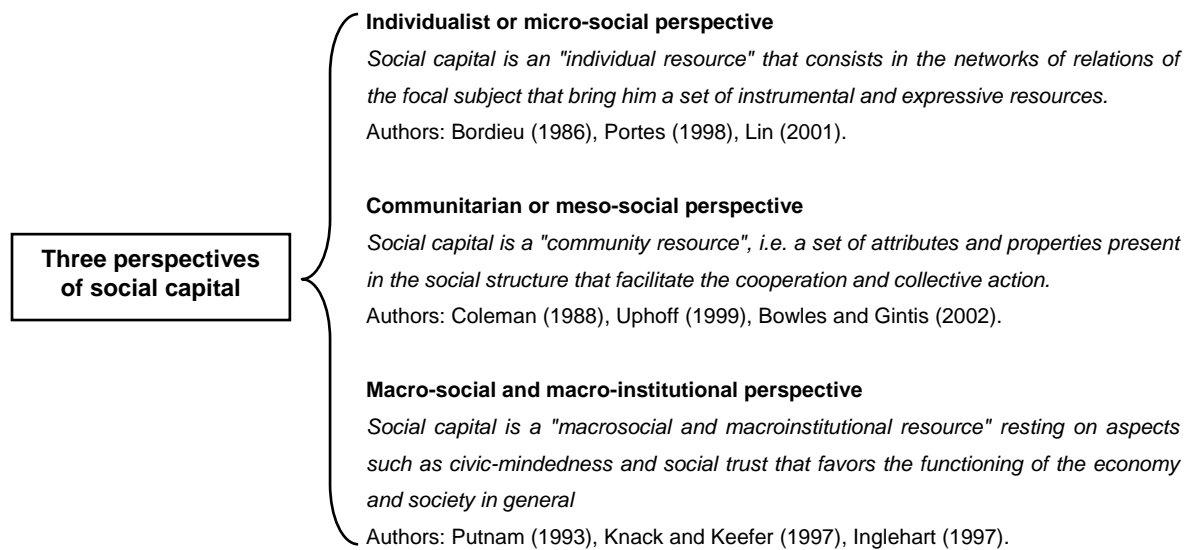 Three perspectives
of social capital
Individualist or micro-social perspective
Social capital is an "individual resource" that consists in the networks of relations of
the focal subject that bring him a set of instrumental and expressive resources.
Authors: Bordieu (1986), Portes (1998), Lin (2001).
Communitarian or meso-social perspective
Social capital is a "community resource", i.e. a set of attributes and properties present
in the social structure that facilitate the cooperation and collective action.
Authors: Coleman (1988), Uphoff (1999), Bowles and Gintis (2002).
Macro-social and macro-institutional perspective
Social capital is a "macrosocial and macroinstitutional resource" resting on aspects
such as civic-mindedness and social trust that favors the functioning of the economy
and society in general
Authors: Putnam (1993), Knack and Keefer (1997), Inglehart (1997).